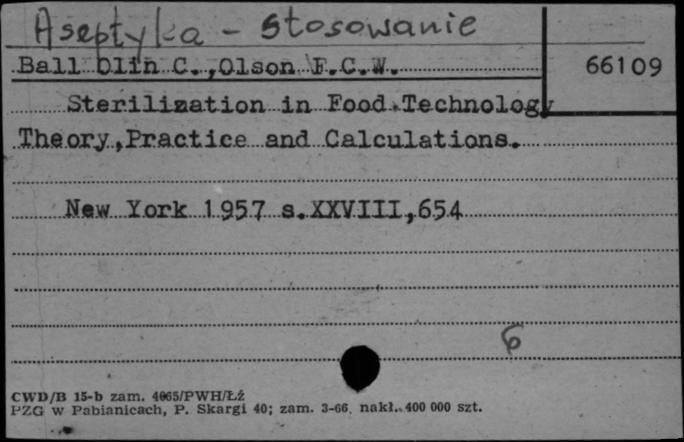 Aseptyka - Stosowanie
Ball Olin C.,Olson F.C.W.
66109
Sterilization in Food Technology
Theory,Practice and Calculations.
New York 1957 s.XXVIII,654
6
CWD/B 15-b zam. 4065/PWH/Łź
PZG w Pabianicach, P. Skargi 40; zam. 3-66, nakł. 400 000 szt.